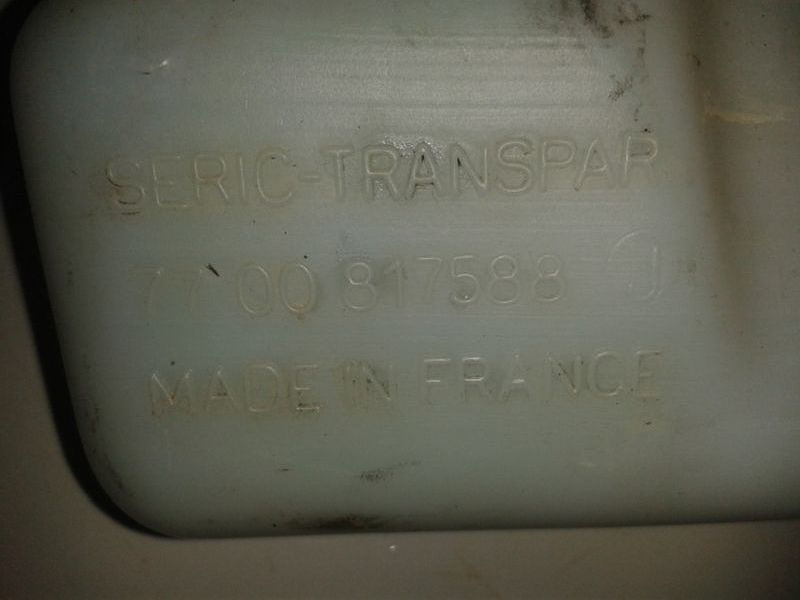 SERIC-TRANSPAR
77 00 817588 J
MADE IN FRANCE